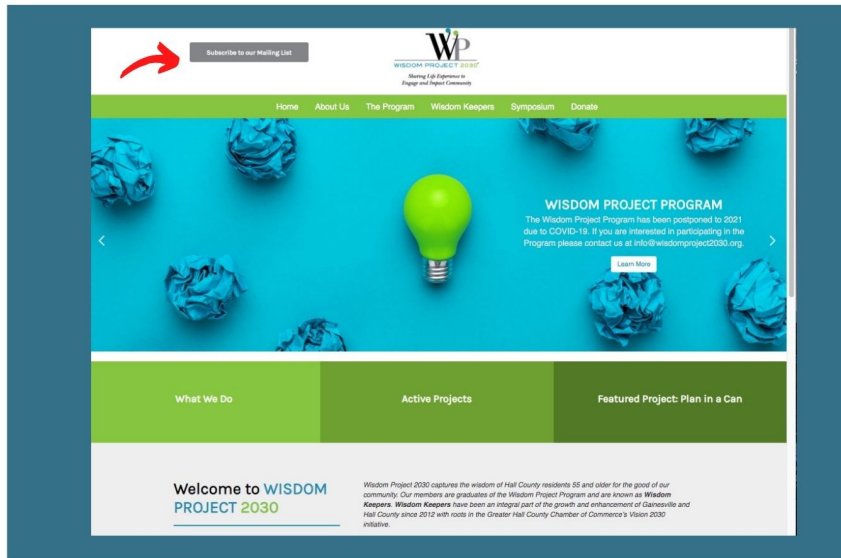 Subscribe to our Mailing List
WP
WISDOM PROJECT 2030®
Sharing Life Experience to
Engage and Impact Community
Home About Us The Program Wisdom Keepers Symposium Donate
WISDOM PROJECT PROGRAM
The Wisdom Project Program has been postponed to 2021
due to COVID-19. If you are interested in participating in the
Program please contact us at info@wisdomproject2030.org.
Learn More
What We Do
Active Projects
Featured Project: Plan in a Can
Welcome to WISDOM
PROJECT 2030
Wisdom Project 2030 captures the wisdom of Hall County residents 55 and older for the good of our
community. Our members are graduates of the Wisdom Project Program and are known as Wisdom
Keepers. Wisdom Keepers have been an integral part of the growth and enhancement of Gainesville and
Hall County since 2012 with roots in the Greater Hall County Chamber of Commerce's Vision 2030
initiative.